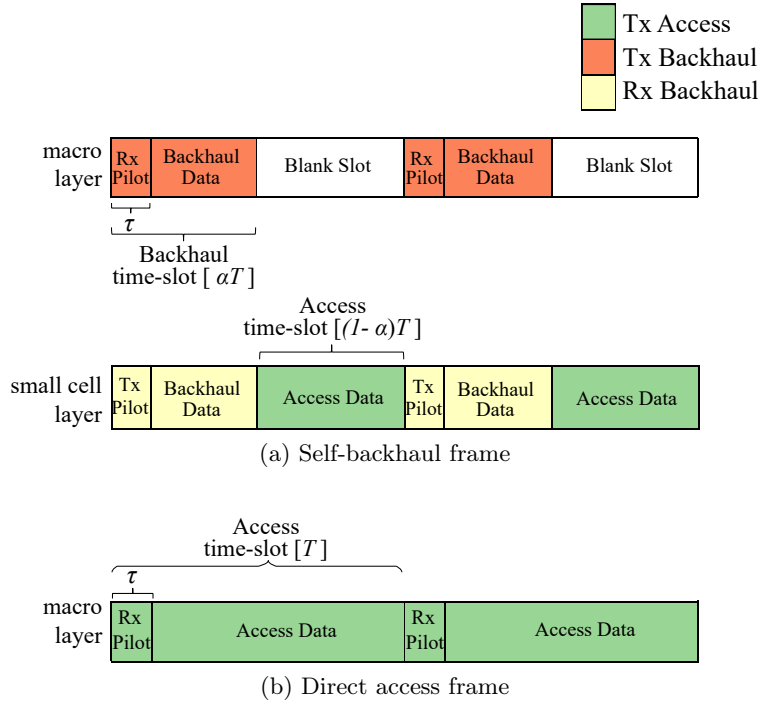 Tx Access
Tx Backhaul
Rx Backhaul
macro
layer
Rx
Pilot
Backhaul
Data
Blank Slot
Rx
Pilot
Backhaul
Data
Blank Slot
τ
Backhaul
time-slot [ αT ]
Access
time-slot [(1- α)T ]
small cell
layer
Tx
Pilot
Backhaul
Data
Access Data
Tx
Pilot
Backhaul
Data
Access Data
(a) Self-backhaul frame
Access
time-slot [T ]
τ
macro
layer
Rx
Pilot
Access Data
Rx
Pilot
Access Data
(b) Direct access frame